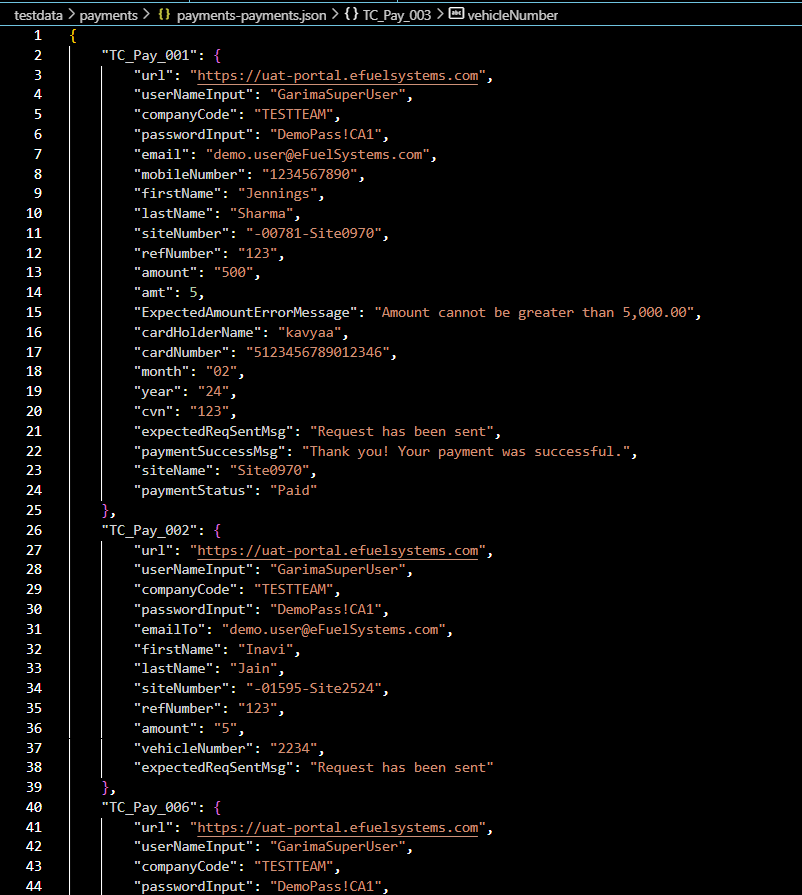 testdata > payments > {} payments-payments.json > {} TC_Pay_003 > abc vehicleNumber
1 {
2 "TC_Pay_001": {
3 "url": "https://uat-portal.efuelsystems.com",
4 "userNameInput": "GarimaSuperUser",
5 "companyCode": "TESTTEAM",
6 "passwordInput": "DemoPass!CA1",
7 "email": "demo.user@eFuelSystems.com",
8 "mobileNumber": "1234567890",
9 "firstName": "Jennings",
10 "lastName": "Sharma",
11 "siteNumber": "-00781-Site0970",
12 "refNumber": "123",
13 "amount": "500",
14 "amt": 5,
15 "ExpectedAmountErrorMessage": "Amount cannot be greater than 5,000.00",
16 "cardHolderName": "kavyaa",
17 "cardNumber": "5123456789012346",
18 "month": "02",
19 "year": "24",
20 "cvn": "123",
21 "expectedReqSentMsg": "Request has been sent",
22 "paymentSuccessMsg": "Thank you! Your payment was successful.",
23 "siteName": "Site0970",
24 "paymentStatus": "Paid"
25 },
26 "TC_Pay_002": {
27 "url": "https://uat-portal.efuelsystems.com",
28 "userNameInput": "GarimaSuperUser",
29 "companyCode": "TESTTEAM",
30 "passwordInput": "DemoPass!CA1",
31 "emailTo": "demo.user@eFuelSystems.com",
32 "firstName": "Inavi",
33 "lastName": "Jain",
34 "siteNumber": "-01595-Site2524",
35 "refNumber": "123",
36 "amount": "5",
37 "vehicleNumber": "2234",
38 "expectedReqSentMsg": "Request has been sent"
39 },
40 "TC_Pay_006": {
41 "url": "https://uat-portal.efuelsystems.com",
42 "userNameInput": "GarimaSuperUser",
43 "companyCode": "TESTTEAM",
44 "passwordInput": "DemoPass!CA1",